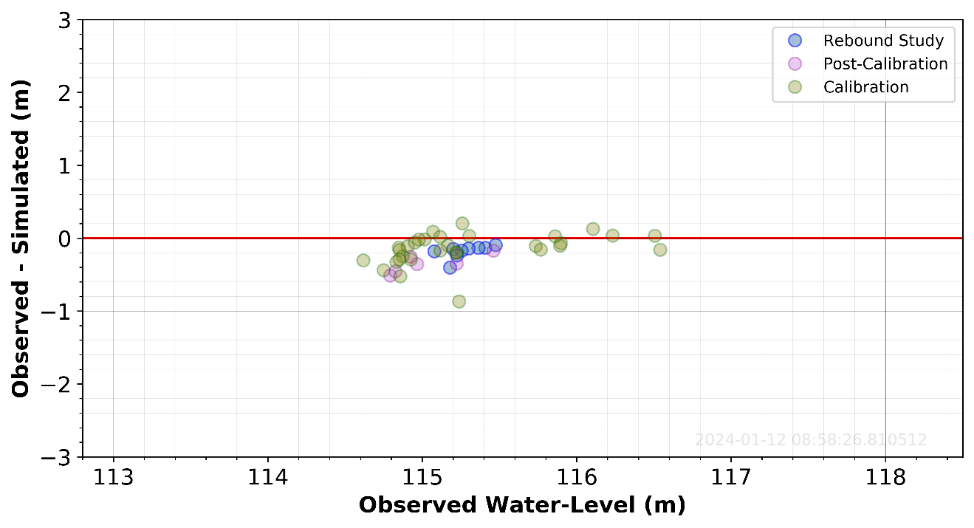 3
2
1
0
−1
−2
−3
Observed - Simulated (m)
Rebound Study
Post-Calibration
Calibration
2024-01-12 08:58:26.810512
113
114
115
116
117
118
Observed Water-Level (m)